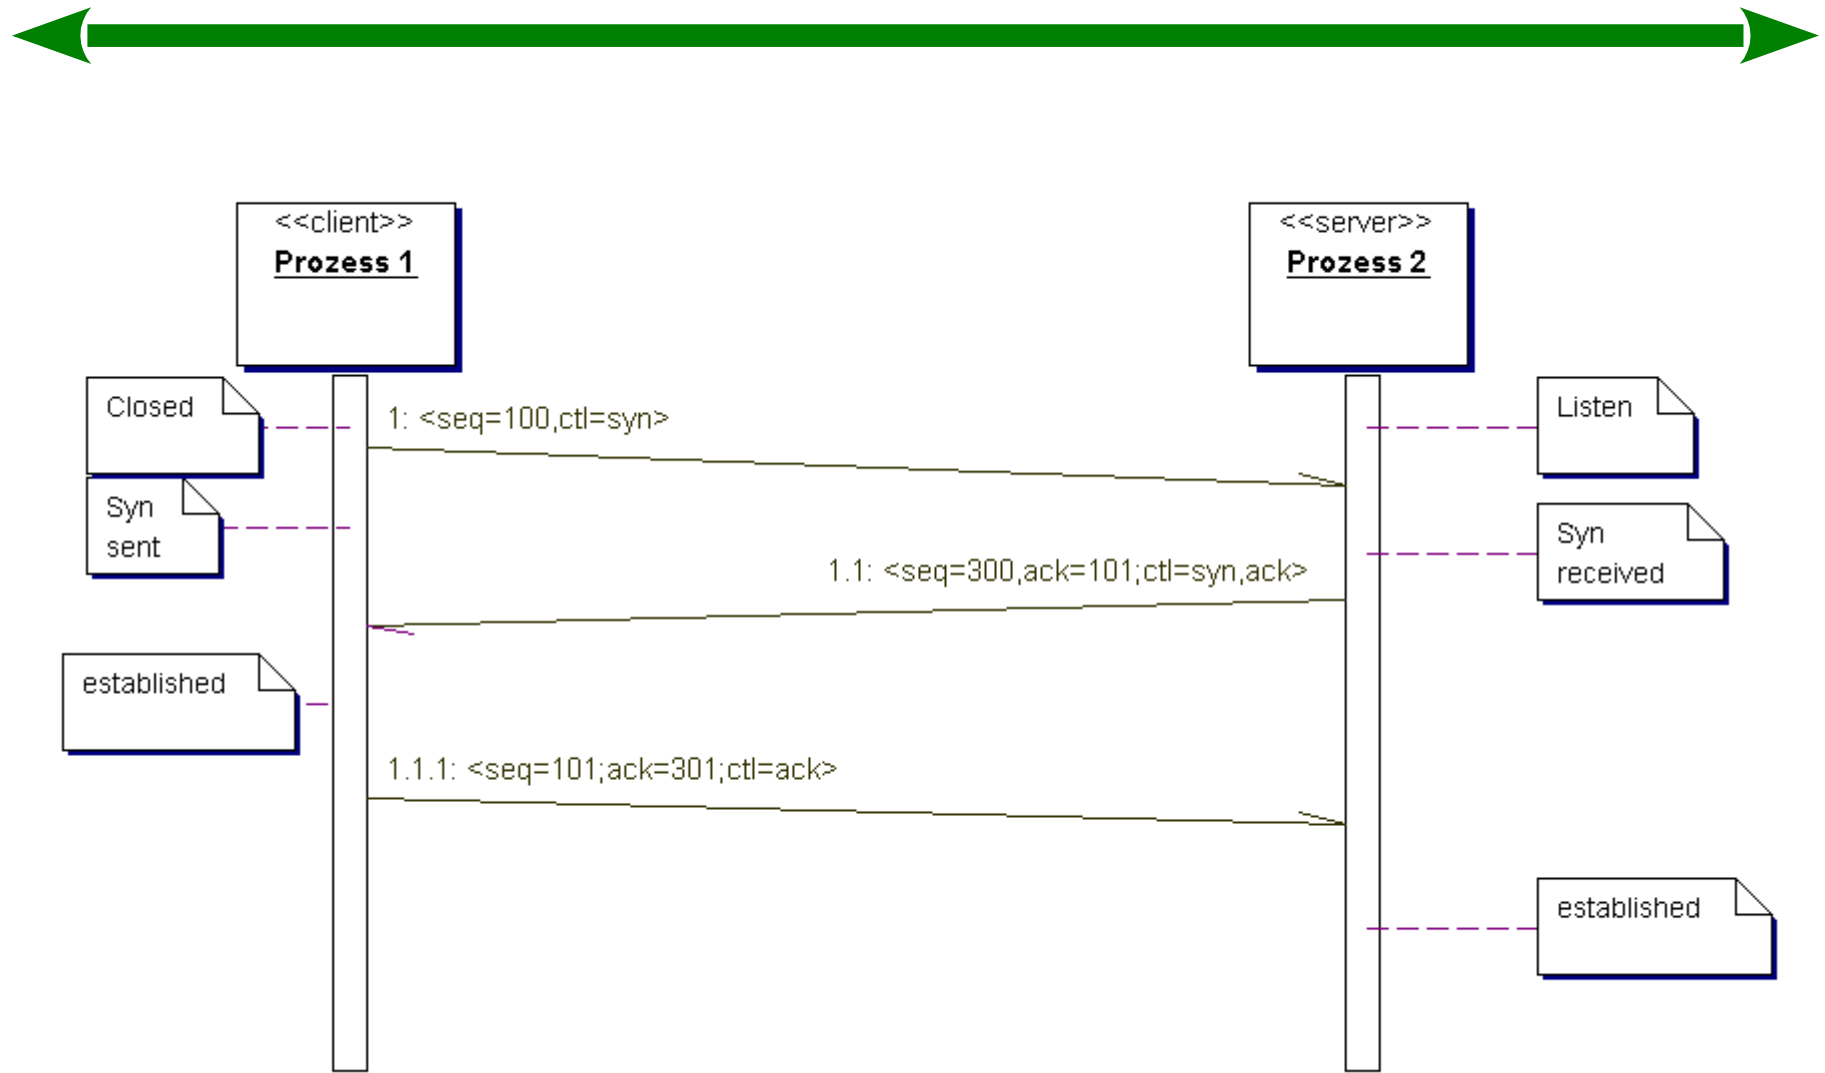 <<client>>
Prozess 1
<<server>>
Prozess 2
Closed
1: <seq=100,ctl=syn>
Listen
Syn
sent
Syn
received
1.1: <seq=300,ack=101;ctl=syn,ack>
established
1.1.1: <seq=101;ack=301;ctl=ack>
established